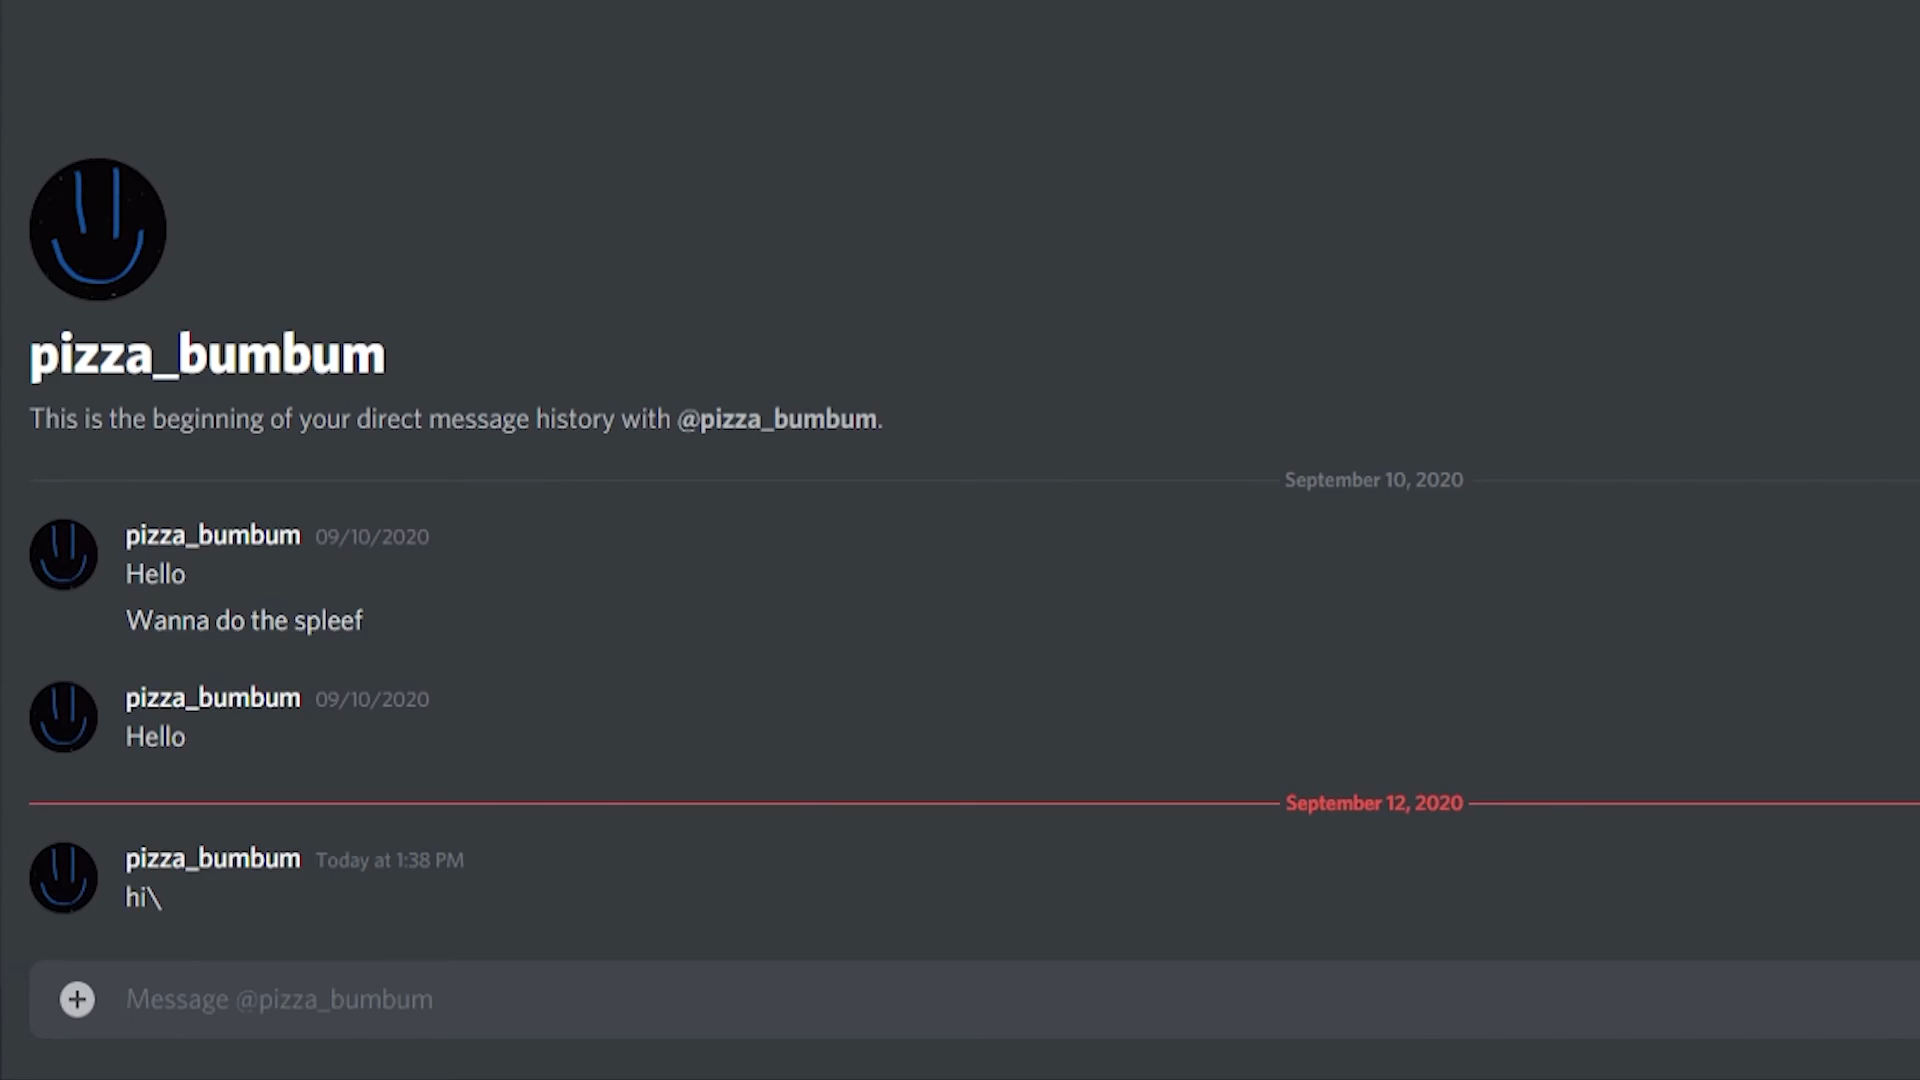 pizza_bumbum
This is the beginning of your direct message history with @pizza_bumbum.
September 10, 2020
pizza_bumbum 09/10/2020
Hello
Wanna do the spleef
pizza_bumbum 09/10/2020
Hello
September 12, 2020
pizza_bumbum Today at 1:38 PM
hi\
Message @pizza_bumbum